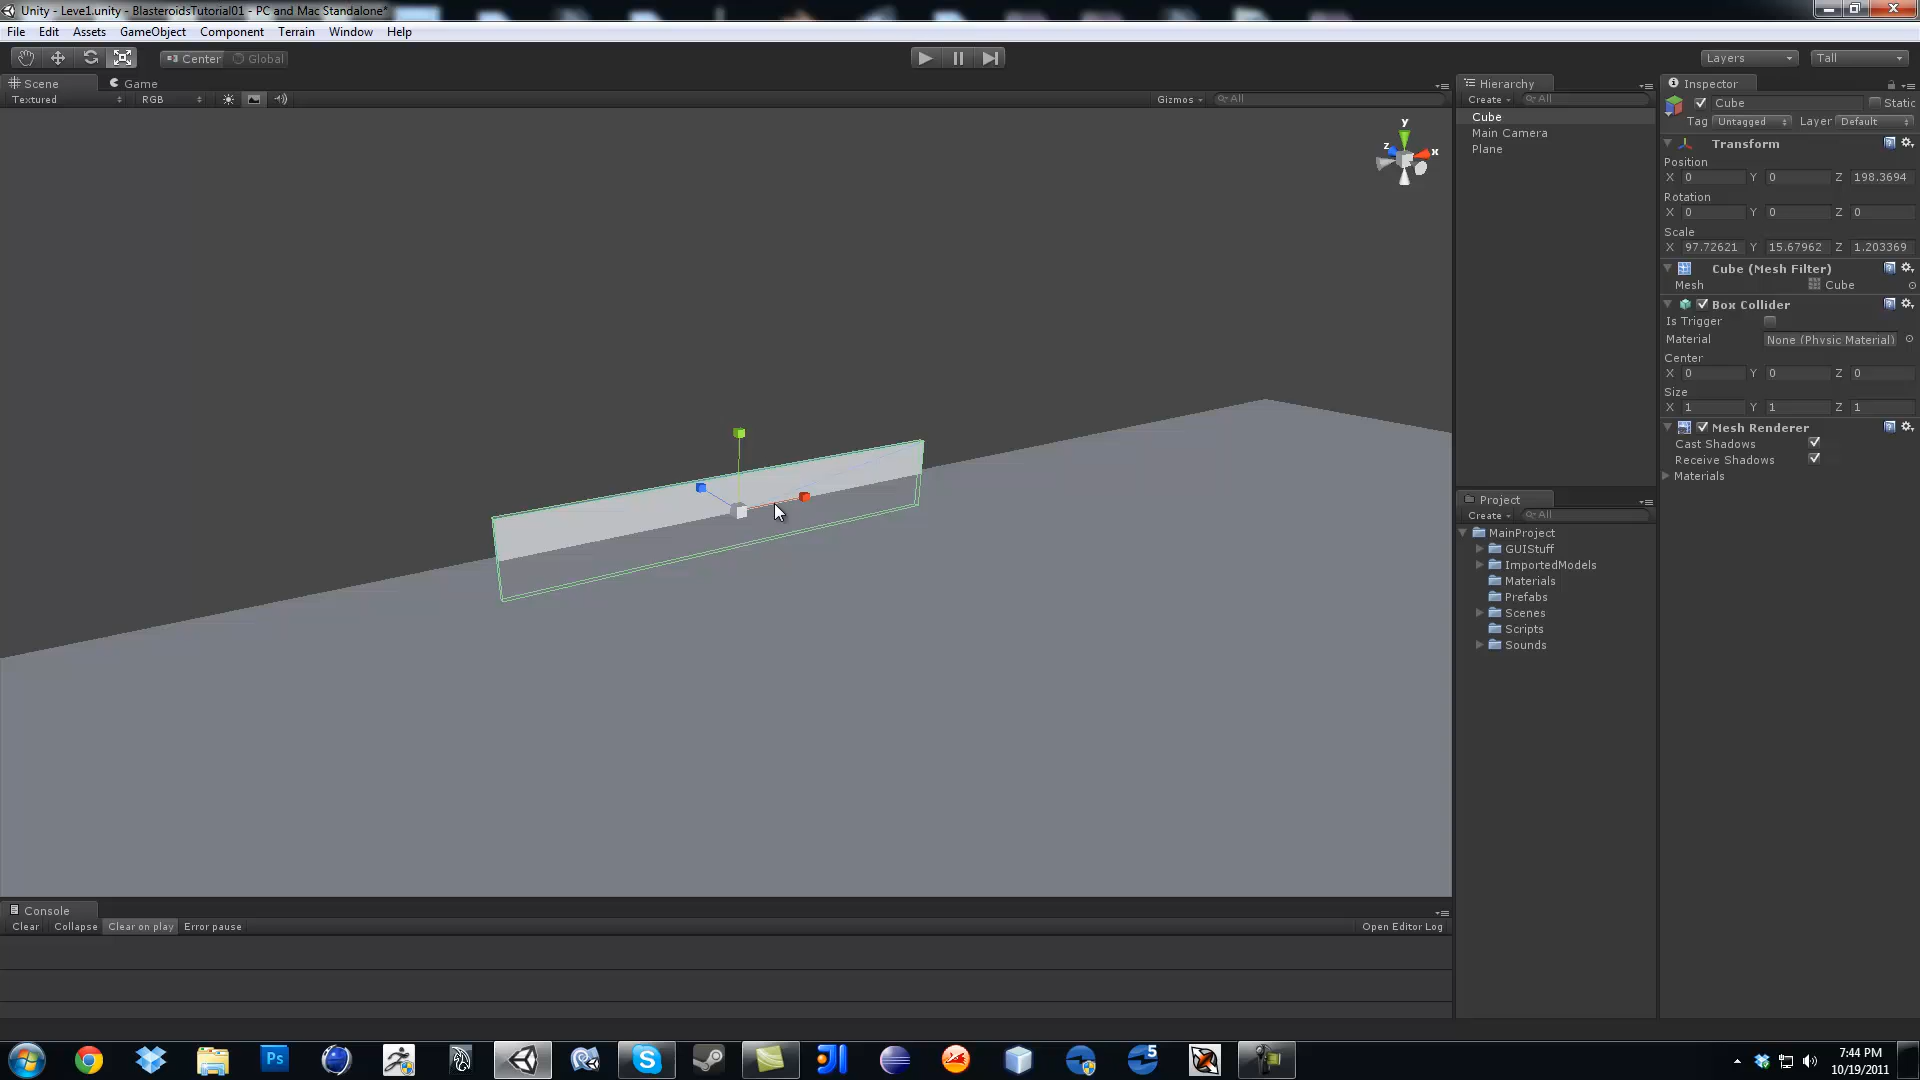 Unity - Leve1.unity - BlasteroidsTutorial01 - PC and Mac Standalone*
File Edit Assets GameObject Component Terrain Window Help
Center Global
Layers Tall
Scene Game
Textured RGB Gizmos All
Hierarchy
Create All
Cube
Main Camera
Plane
Project
Create All
MainProject
GUIStuff
ImportedModels
Materials
Prefabs
Scenes
Scripts
Sounds
Inspector
Cube Static
Tag Untagged Layer Default
Transform
Position
X 0 Y 0 Z 198.3694
Rotation
X 0 Y 0 Z 0
Scale
X 97.72621 Y 15.67962 Z 1.203369
Cube (Mesh Filter)
Mesh Cube
Box Collider
Is Trigger
Material None (Physic Material)
Center
X 0 Y 0 Z 0
Size
X 1 Y 1 Z 1
Mesh Renderer
Cast Shadows
Receive Shadows
Materials
y
z x
Console
Clear Collapse Clear on play Error pause Open Editor Log
Ps
S
JI
5
7:44 PM
10/19/2011